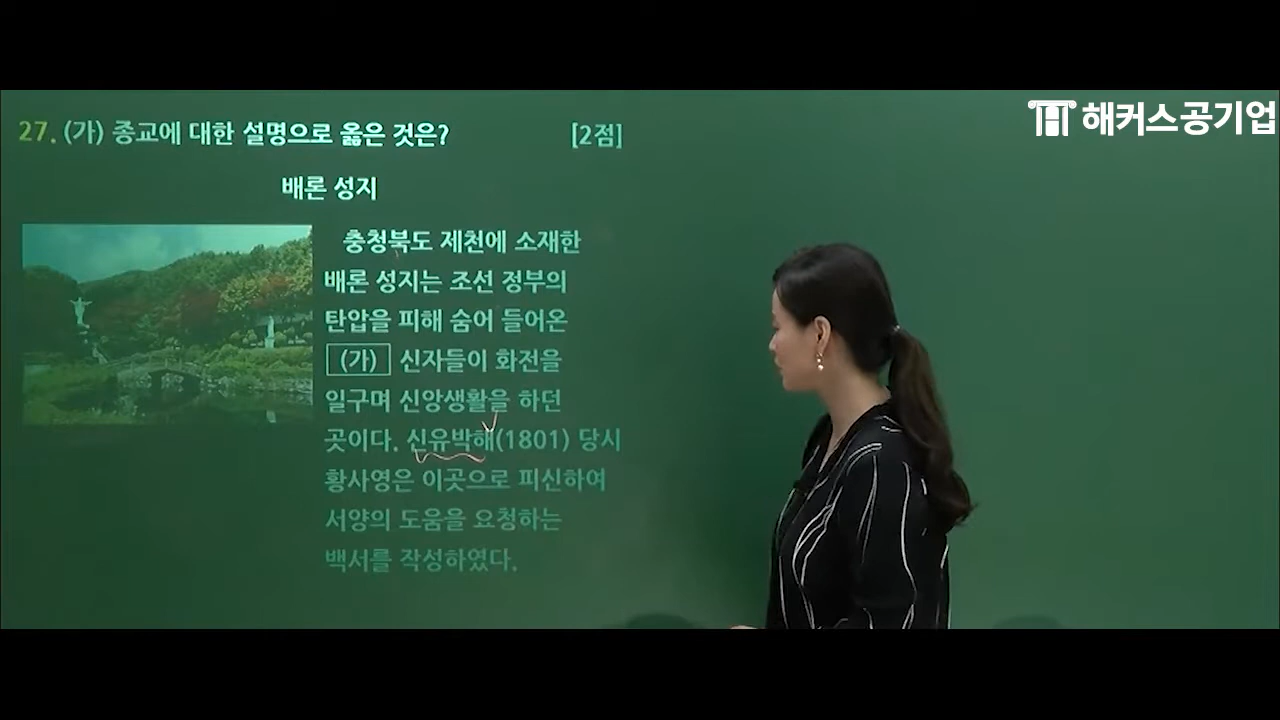 해커스공기업
27. (가) 종교에 대한 설명으로 옳은 것은? [2점]
배론 성지
충청북도 제천에 소재한
배론 성지는 조선 정부의
탄압을 피해 숨어 들어온
(가) 신자들이 화전을
일구며 신앙생활을 하던
곳이다. 신유박해(1801) 당시
황사영은 이곳으로 피신하여
서양의 도움을 요청하는
백서를 작성하였다.